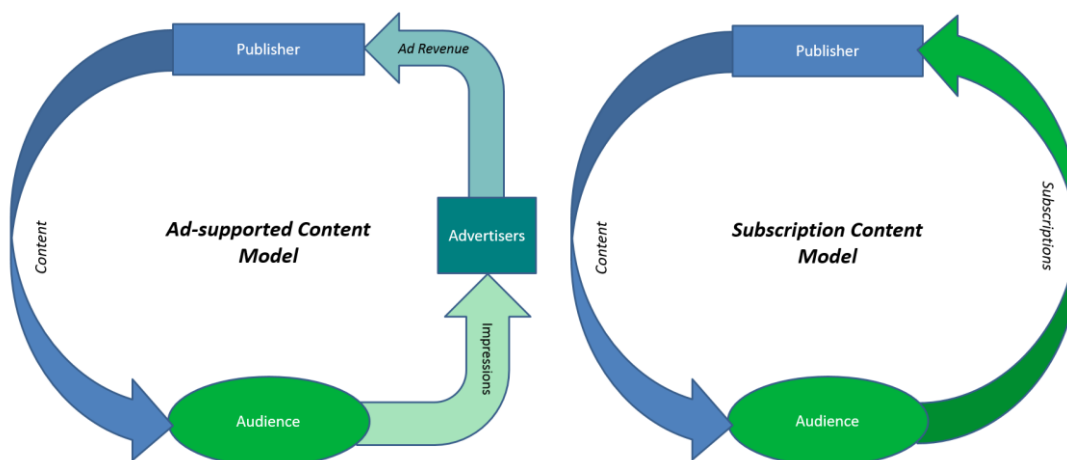 Publisher
Ad Revenue
Content
Ad-supported Content
Model
Advertisers
Impressions
Audience
Publisher
Content
Subscription Content
Model
Subscriptions
Audience